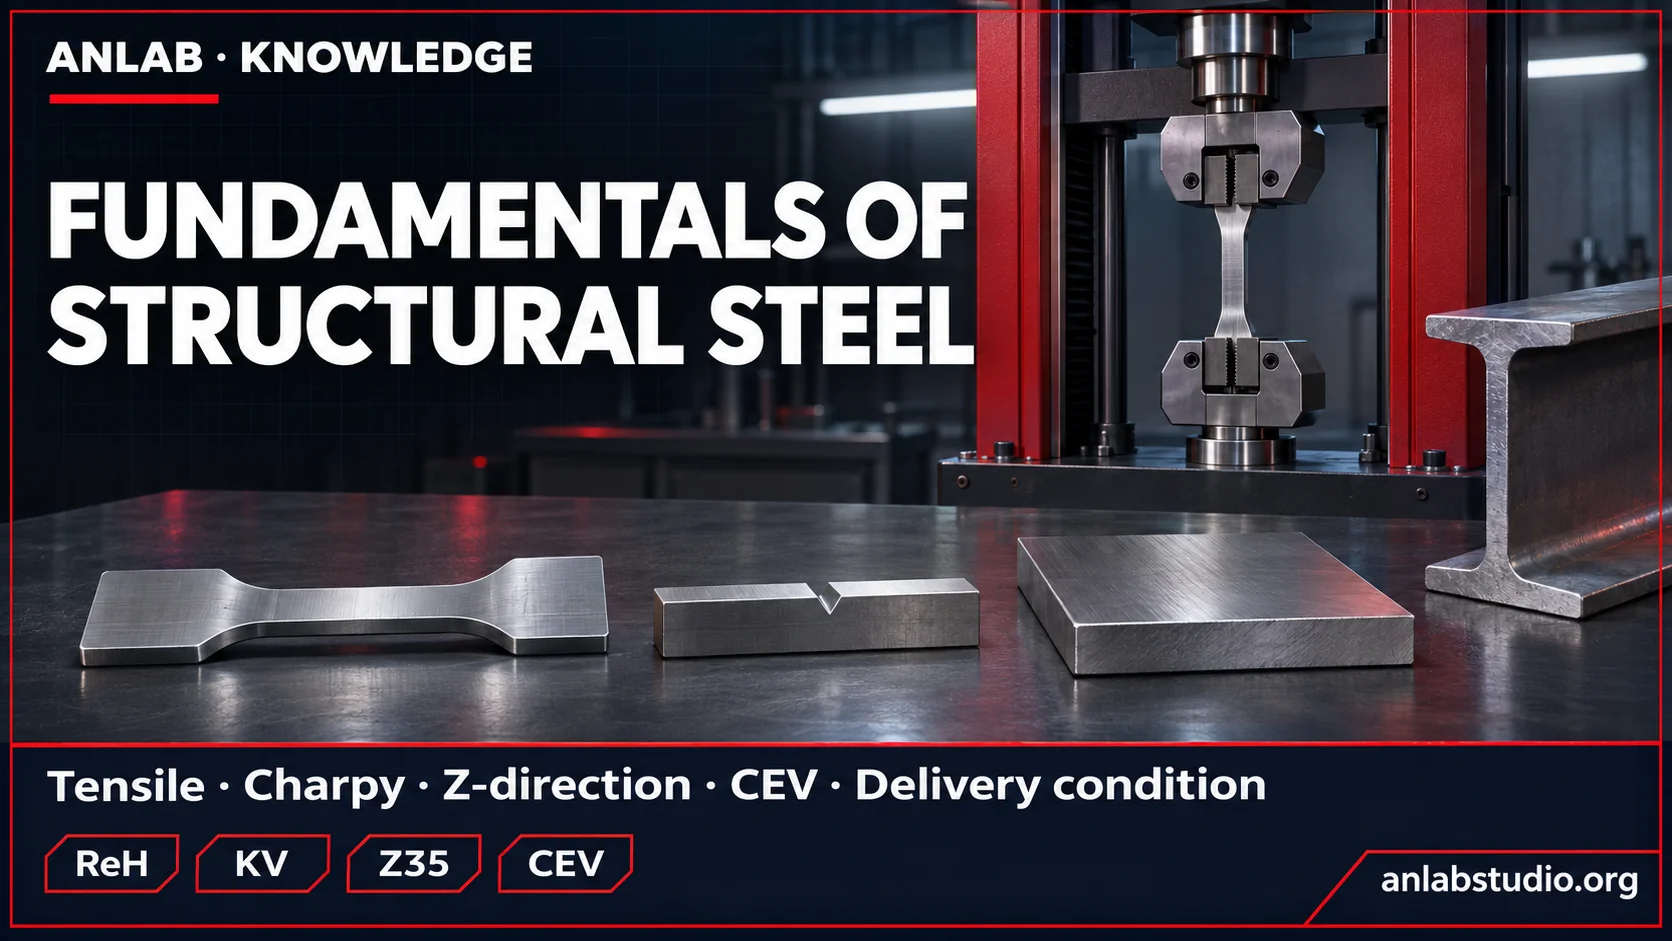 ANLAB · KNOWLEDGE
FUNDAMENTALS OF
STRUCTURAL STEEL
Tensile · Charpy · Z-direction · CEV · Delivery condition
ReH
KV
Z35
CEV
anlabstudio.org